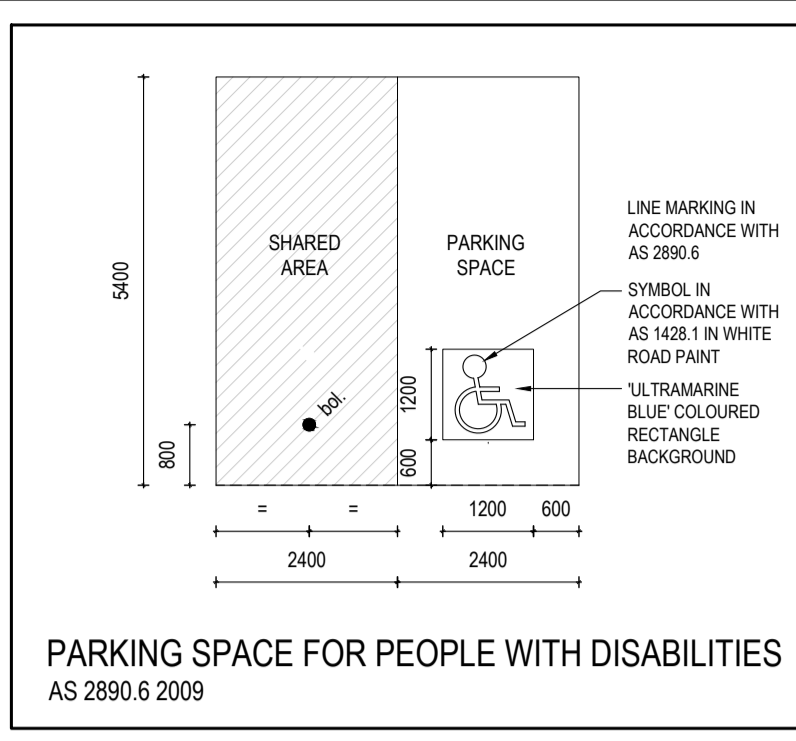 SHARED
AREA
PARKING
SPACE
LINE MARKING IN
ACCORDANCE WITH
AS 2890.6
SYMBOL IN
ACCORDANCE WITH
AS 1428.1 IN WHITE
ROAD PAINT
'ULTRAMARINE
BLUE' COLOURED
RECTANGLE
BACKGROUND
5400
800
bol.
1200
600
= =
1200 600
2400 2400
PARKING SPACE FOR PEOPLE WITH DISABILITIES
AS 2890.6 2009